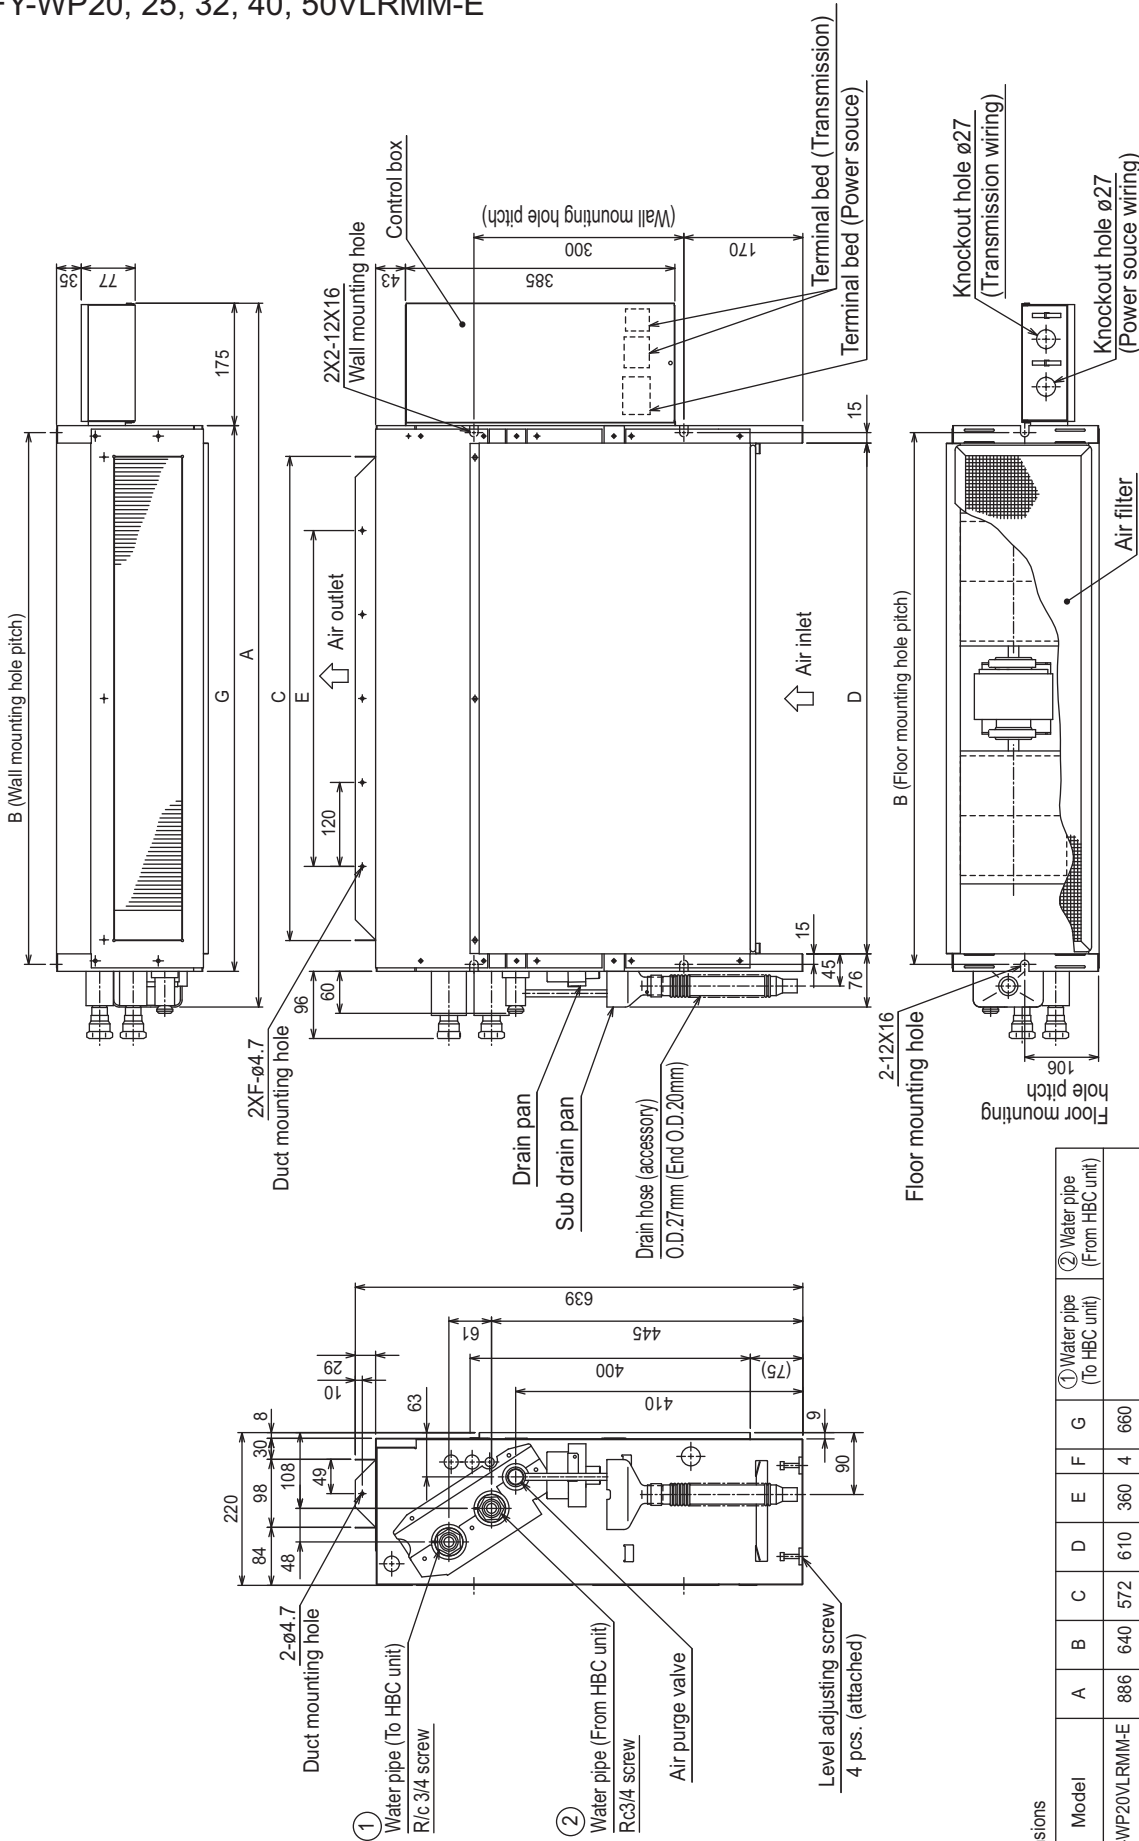 FY-WP20, 25, 32, 40, 50VLRMM-E
B (Wall mounting hole pitch)
35
77
175
G
A
2XF-ø4.7
Duct mounting hole
C
E
120
Air outlet
2X2-12X16
Wall mounting hole
Control box
43
385
300
(Wall mounting hole pitch)
170
96
60
Drain pan
Sub drain pan
Drain hose (accessory)
O.D.27mm (End O.D.20mm)
15
45
76
Air inlet
D
15
Terminal bed (Transmission)
Terminal bed (Power souce)
B (Floor mounting hole pitch)
2-12X16
Floor mounting hole
106
Floor mounting
hole pitch
Air filter
Knockout hole ø27
(Transmission wiring)
Knockout hole ø27
(Power souce wiring)
220
84
98
30
8
48
108
49
63
10
29
61
639
445
400
410
(75)
9
90
2-ø4.7
Duct mounting hole
①
Water pipe (To HBC unit)
R/c 3/4 screw
②
Water pipe (From HBC unit)
Rc3/4 screw
Air purge valve
Level adjusting screw
4 pcs. (attached)
Model A B C D E F G ① Water pipe (To HBC unit) ② Water pipe (From HBC unit)
WP20VLRMM-E 886 640 572 610 360 4 660